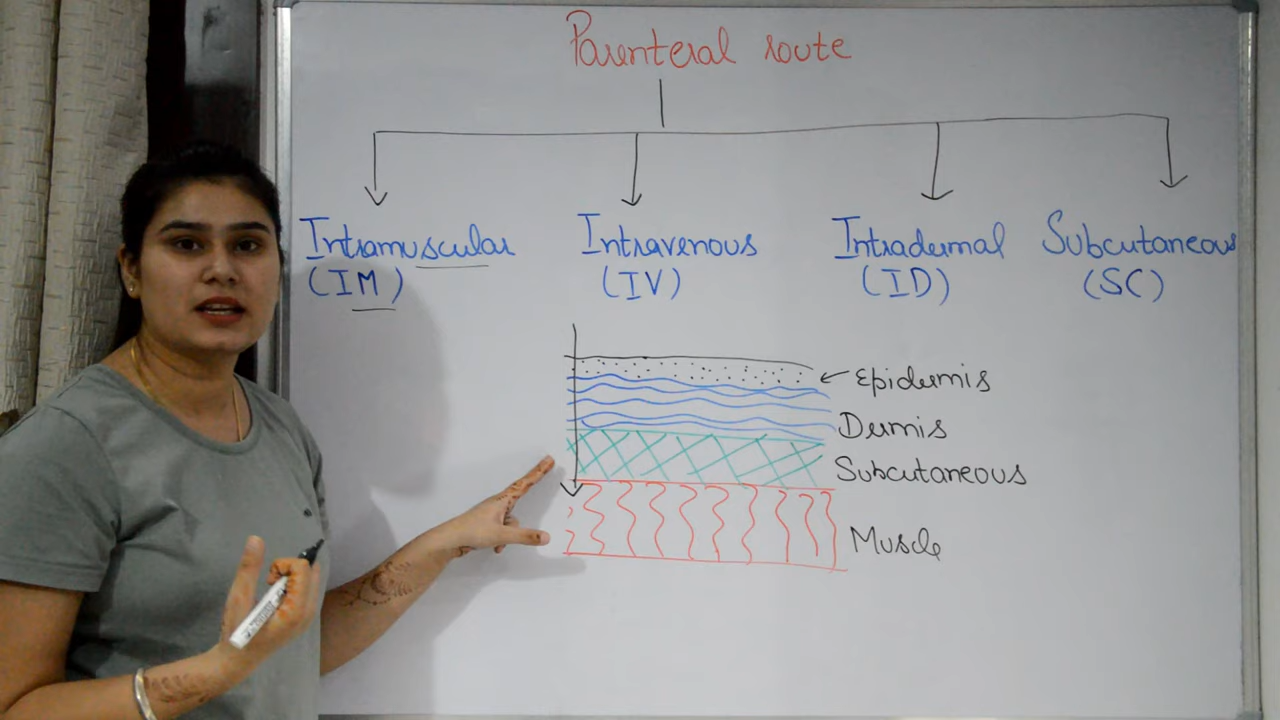 Parenteral route
Intramuscular
(IM)
Intravenous
(IV)
Intradermal
(ID)
Subcutaneous
(SC)
Epidermis
Dermis
Subcutaneous
Muscle